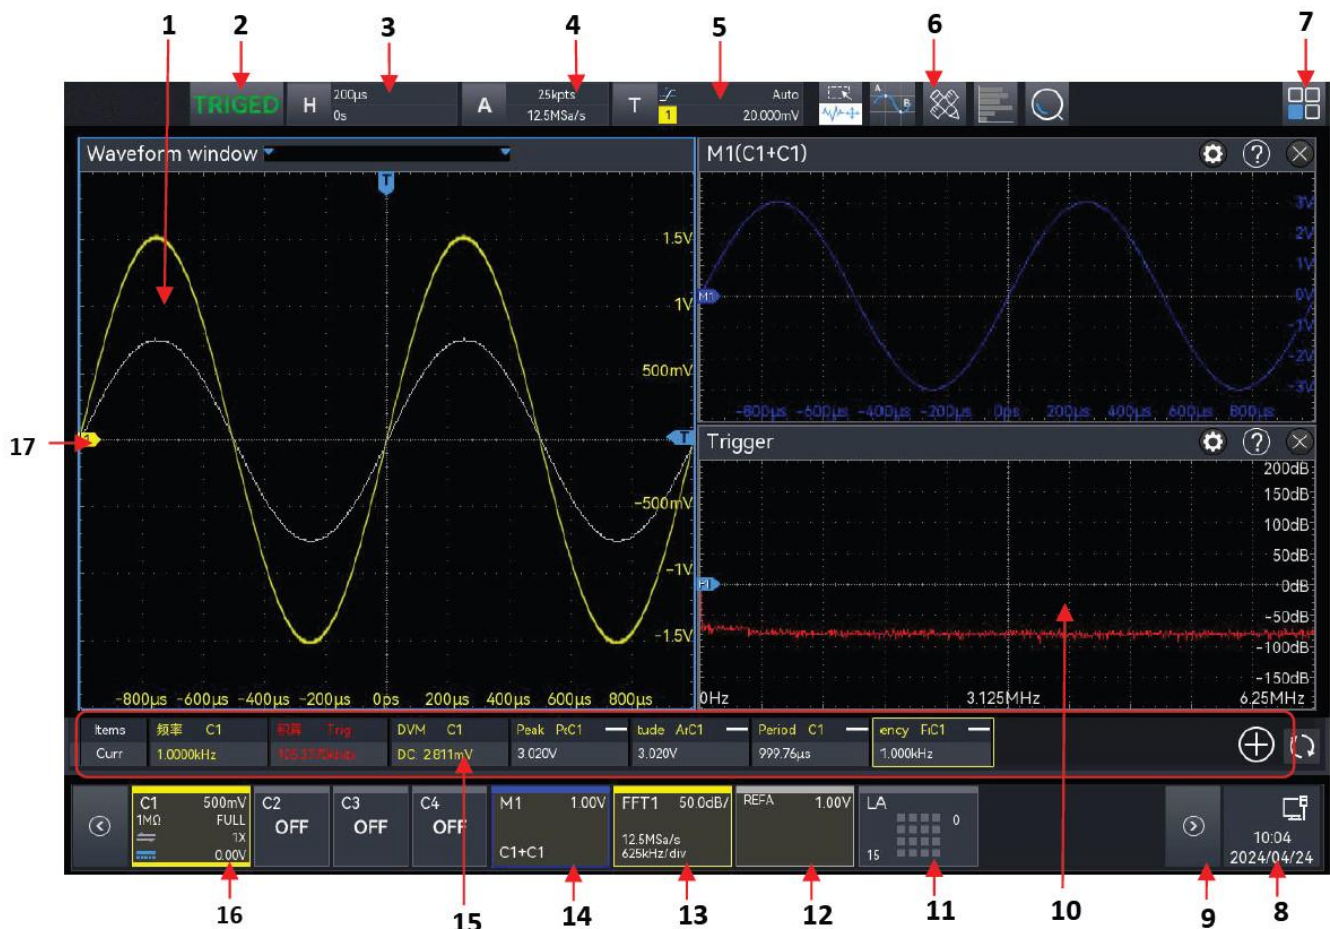 1 2 3 4 5 6 7
TRIGED H 200µs 0s A 25kpts 12.5MSa/s T 1 Auto 20.000mV
Waveform window
T
1.5V
1V
500mV
T
-500mV
-1V
-1.5V
-800µs -600µs -400µs -200µs 0ps 200µs 400µs 600µs 800µs
17
M1(C1+C1)
3V
2V
1V
M1 0V
-1V
-2V
-3V
-800µs -600µs -400µs -200µs 0ps 200µs 400µs 600µs 800µs
Trigger
200dB
150dB
100dB
50dB
0dB
-50dB
-100dB
-150dB
0Hz 3.125MHz 6.25MHz
Items 频率 C1 Trig DVM C1 Peak C1 tude C1 Period C1 ency C1
Curr 1.0000kHz DC: 2.811mV 3.020V 3.020V 999.76µs 1.000kHz
C1 500mV
1MΩ FULL
1X
0.00V
C2
OFF
C3
OFF
C4
OFF
M1 1.00V
C1+C1
FFT1 50.0dB/
12.5MSa/s
625kHz/div
REFA 1.00V
LA
0
15
10:04
2024/04/24
16 15 14 13 12 11 10 9 8